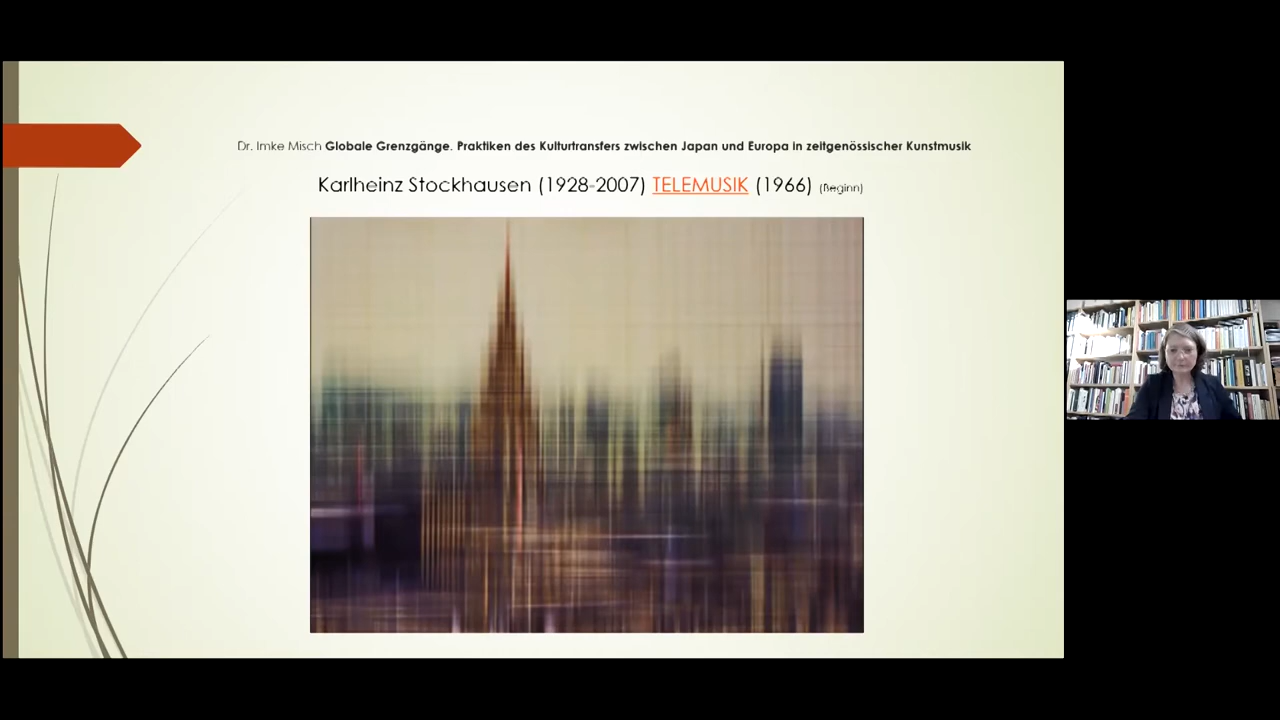 Dr. Imke Misch Globale Grenzgänge. Praktiken des Kulturtransfers zwischen Japan und Europa in zeitgenössischer Kunstmusik
Karlheinz Stockhausen (1928-2007) TELEMUSIK (1966) (Beginn)